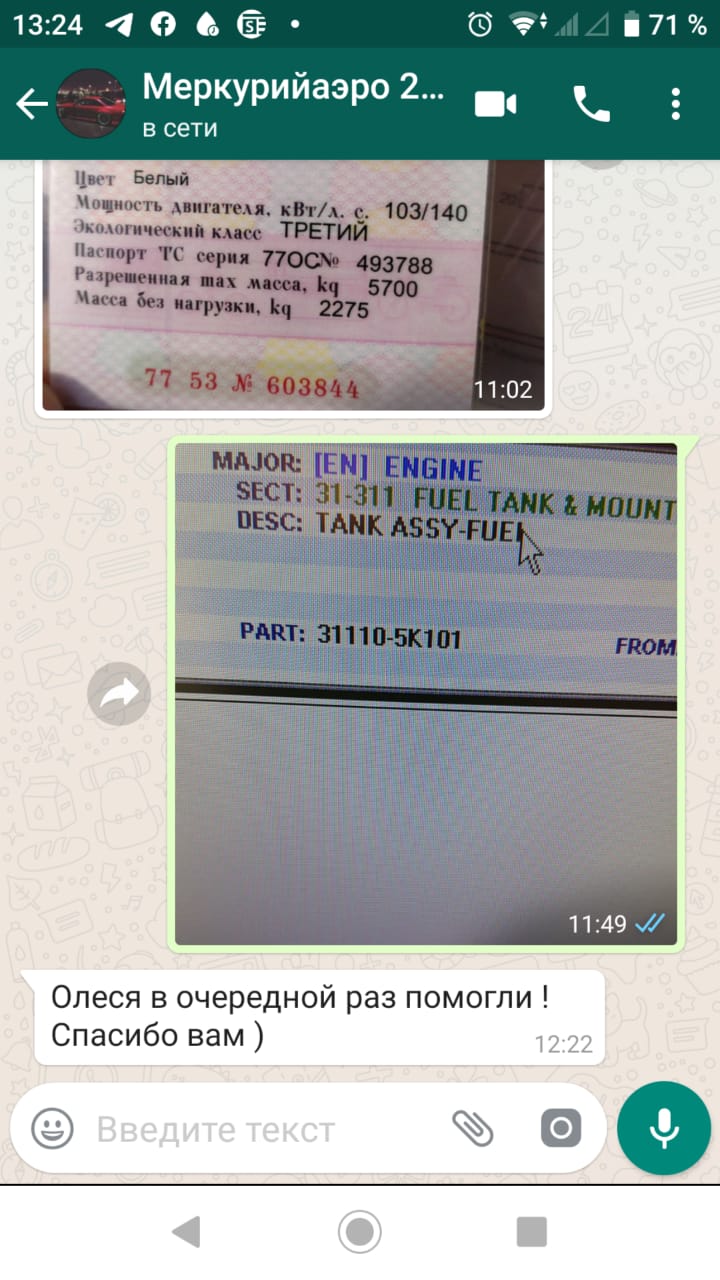 13:24
71 %
Меркурийаэро 2...
в сети
Цвет Белый
Мощность двигателя, кВт/л. с. 103/140
Экологический класс ТРЕТИЙ
Паспорт ТС серия 77ОС№ 493788
Разрешенная max масса, kg 5700
Масса без нагрузки, kg 2275
77 53 № 603844
11:02
MAJOR: [EN] ENGINE
SECT: 31-311 FUEL TANK & MOUNT
DESC: TANK ASSY-FUEL
PART: 31110-5K101
FROM
11:49
Олеся в очередной раз помогли !
Спасибо вам )
12:22
Введите текст